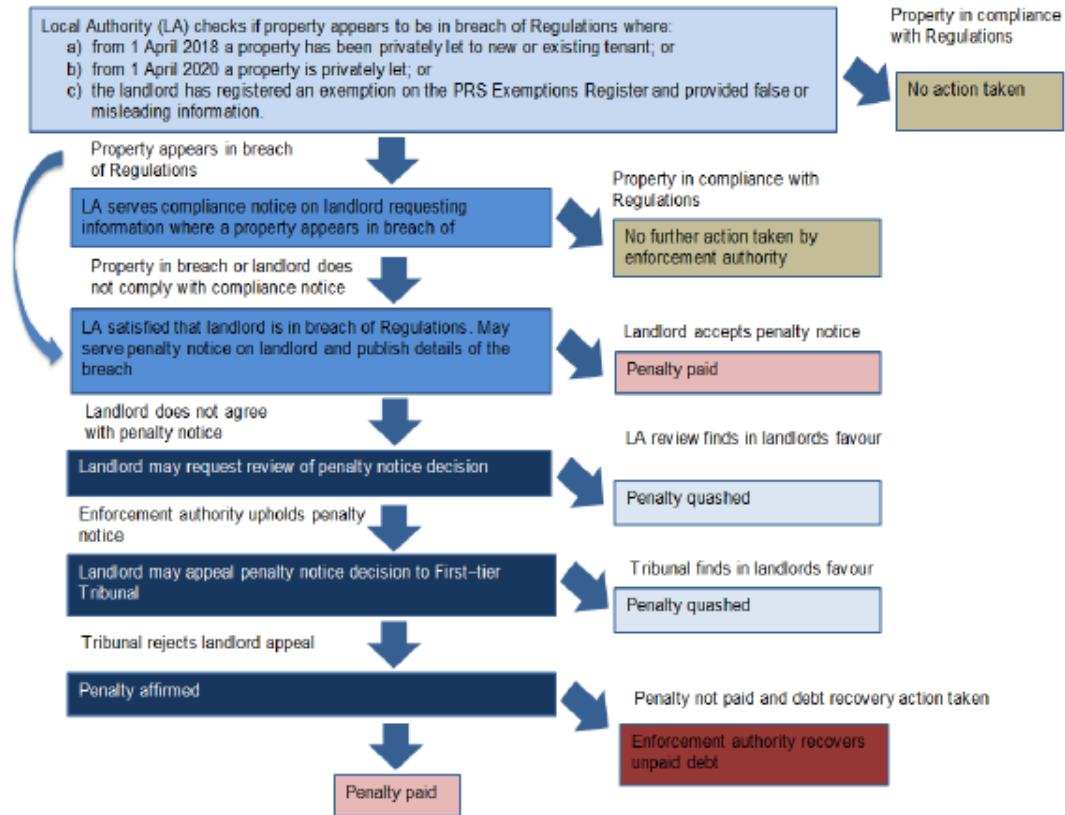 Local Authority (LA) checks if property appears to be in breach of Regulations where:
a) from 1 April 2018 a property has been privately let to new or existing tenant; or
b) from 1 April 2020 a property is privately let; or
c) the landlord has registered an exemption on the PRS Exemptions Register and provided false or
misleading information.
Property in compliance
with Regulations
No action taken
Property appears in breach
of Regulations
LA serves compliance notice on landlord requesting
information where a property appears in breach of
Property in compliance with
Regulations
No further action taken by
enforcement authority
Property in breach or landlord does
not comply with compliance notice
LA satisfied that landlord is in breach of Regulations. May
serve penalty notice on landlord and publish details of the
breach
Landlord accepts penalty notice
Penalty paid
Landlord does not agree
with penalty notice
Landlord may request review of penalty notice decision
LA review finds in landlords favour
Penalty quashed
Enforcement authority upholds penalty
notice
Landlord may appeal penalty notice decision to First–tier
Tribunal
Tribunal finds in landlords favour
Penalty quashed
Tribunal rejects landlord appeal
Penalty affirmed
Penalty not paid and debt recovery action taken
Enforcement authority recovers
unpaid debt
Penalty paid